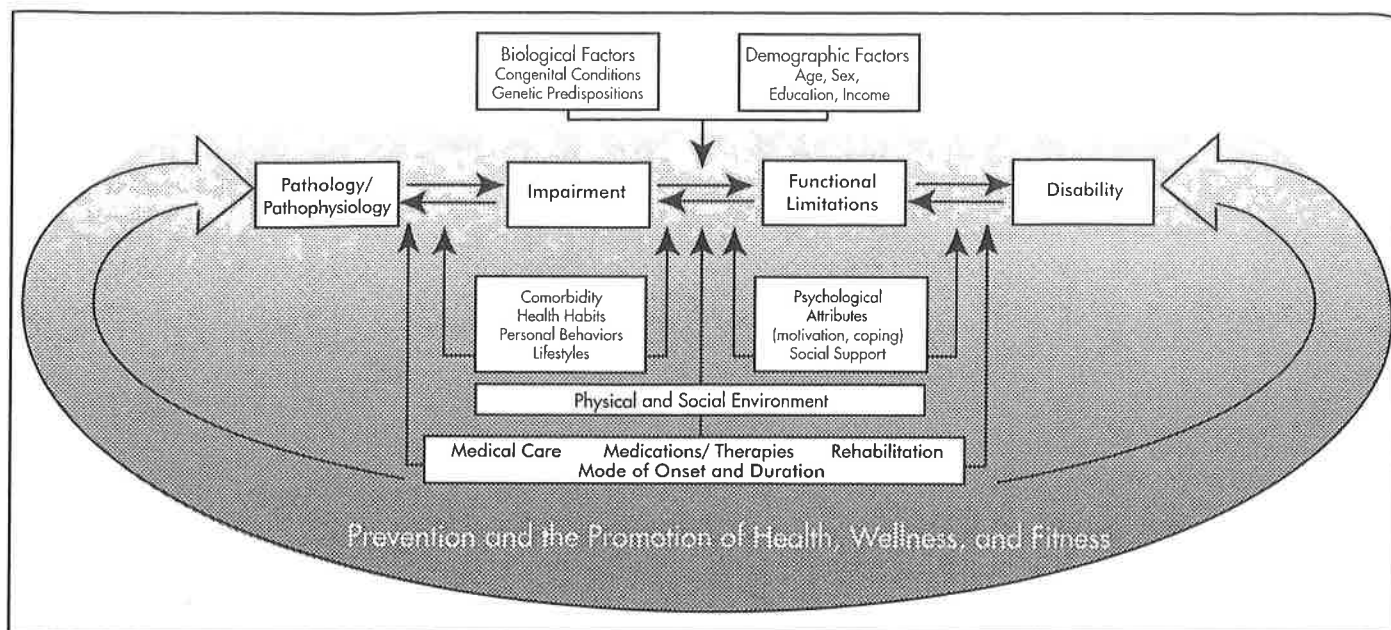 Biological Factors
Congenital Conditions
Genetic Predispositions
Demographic Factors
Age, Sex,
Education, Income
Pathology/
Pathophysiology
Impairment
Functional
Limitations
Disability
Comorbidity
Health Habits
Personal Behaviors
Lifestyles
Psychological
Attributes
(motivation, coping)
Social Support
Physical and Social Environment
Medical Care Medications/ Therapies Rehabilitation
Mode of Onset and Duration
Prevention and the Promotion of Health, Wellness, and Fitness